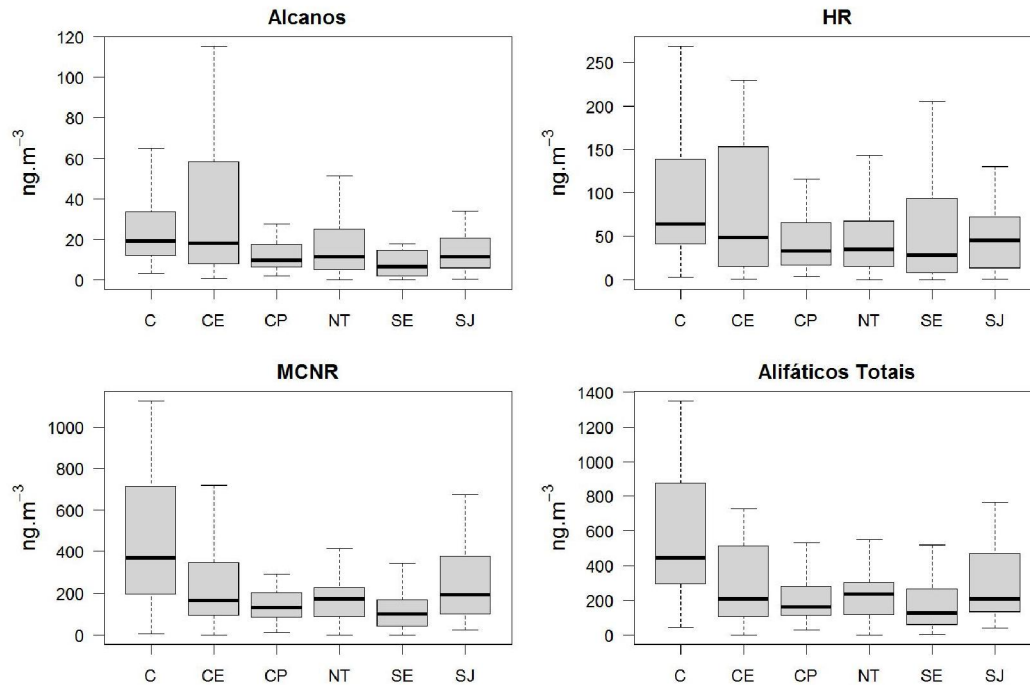 Alcanos
ng.m⁻³
120
100
80
60
40
20
0
C CE CP NT SE SJ
HR
ng.m⁻³
250
200
150
100
50
0
C CE CP NT SE SJ
MCNR
ng.m⁻³
1000
800
600
400
200
0
C CE CP NT SE SJ
Alifáticos Totais
ng.m⁻³
1400
1200
1000
800
600
400
200
0
C CE CP NT SE SJ